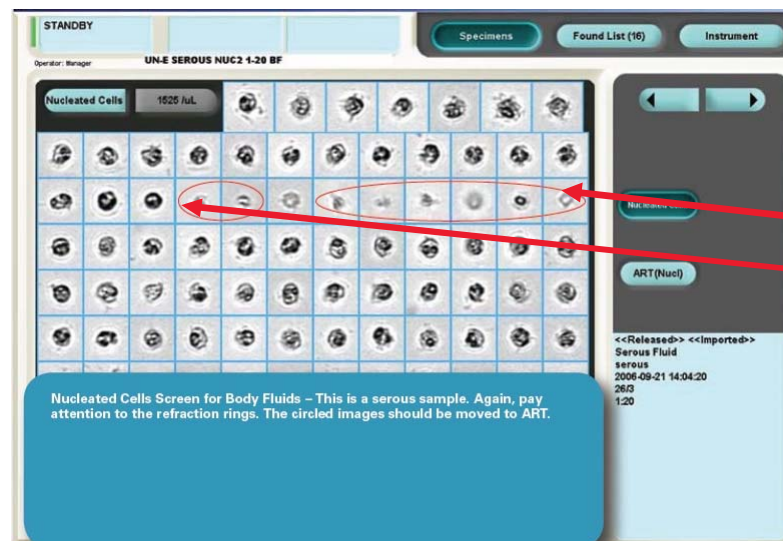 STANDBY
Specimens
Found List (16)
Instrument
Operator: Manager
UN-E SEROUS NUC2 1-20 BF
Nucleated Cells
1525 /uL
Nucleated
ART(Nucl)
<<Released>> <<Imported>>
Serous Fluid
serous
2006-09-21 14:04:20
26/3
1:20
Nucleated Cells Screen for Body Fluids – This is a serous sample. Again, pay
attention to the refraction rings. The circled images should be moved to ART.